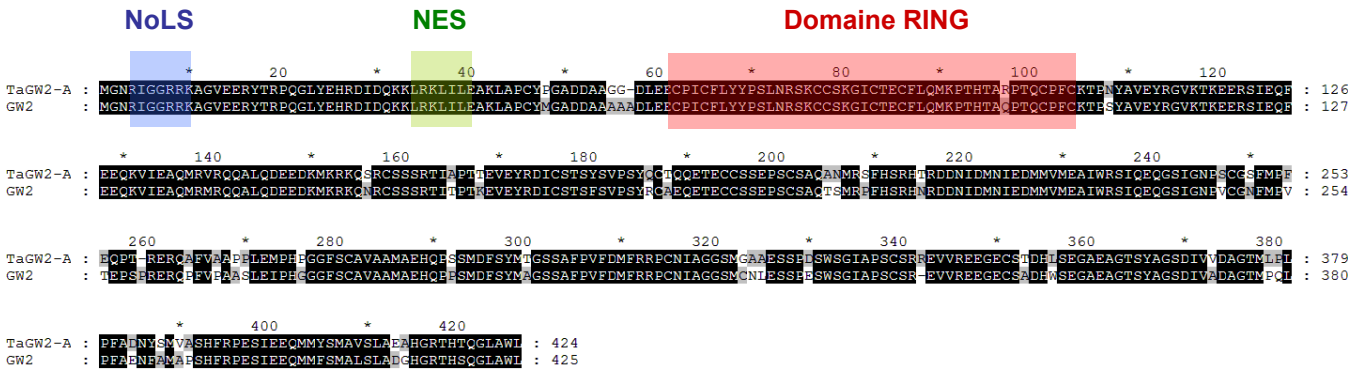 NoLS NES Domaine RING
* 20 * 40 * 60 * 80 * 100 * 120
TaGW2-A : MGNRIGGRRKAGVEERYTRPQGLYEHRDIDQKKLRKLILEAKLAPCYPGADDAAGG-DLEECPICFLYYPSLNRSKCCSKGICTECFLQMKPTHTARPTQCPFCKTPNYAVEYRGVKTKEERSIEQF : 126
GW2 : MGNRIGGRRKAGVEERYTRPQGLYEHRDIDQKKLRKLILEAKLAPCYMGADDAAAAADLEECPICFLYYPSLNRSKCCSKGICTECFLQMKPTHTAQPTQCPFCKTPSYAVEYRGVKTKEERSIEQF : 127
* 140 * 160 * 180 * 200 * 220 * 240 *
TaGW2-A : EEQKVIEAQMRVRQQALQDEEDKMKRKQSRCSSSRTIAPTTEVEYRDICSTSYSVPSYQCTQQETECCSSEPSCSAQANMRSFHSRHTRDDNIDMNIEDMMVMEAIWRSIQEQGSIGNPSCGSFMPF : 253
GW2 : EEQKVIEAQMRMRQQALQDEEDKMKRKQNRCSSSRTITPTKEVEYRDICSTSFSVPSYRCAEQETECCSSEPSCSAQTSMRPFHSRHNRDDNIDMNIEDMMVMEAIWRSIQEQGSIGNPVCGNFMPV : 254
260 * 280 * 300 * 320 * 340 * 360 * 380
TaGW2-A : EQPT-RERQAFVAAPPLEMPHPGGFSCAVAAMAEHQPSSMDFSYMTGSSAFPVFDMFRRPCNIAGGSMGAAESSPDSWSGIAPSCSRREVVREEGECSTDHLSEGAEAGTSYAGSDIVVDAGTMLPL : 379
GW2 : TEPSPRERQPFVPAASLEIPHGGGFSCAVAAMAEHQPPSMDFSYMAGSSAFPVFDMFRRPCNIAGGSMCNLESSPESWSGIAPSCSR-EVVREEGECSADHWSEGAEAGTSYAGSDIVADAGTMPQL : 380
* 400 * 420
TaGW2-A : PFADNYSMVASHFRPESIEEQMMYSMAVSLAEAHGRTHTQGLAWL : 424
GW2 : PFAENFAMAPSHFRPESIEEQMMFSMALSLADGHGRTHSQGLAWL : 425